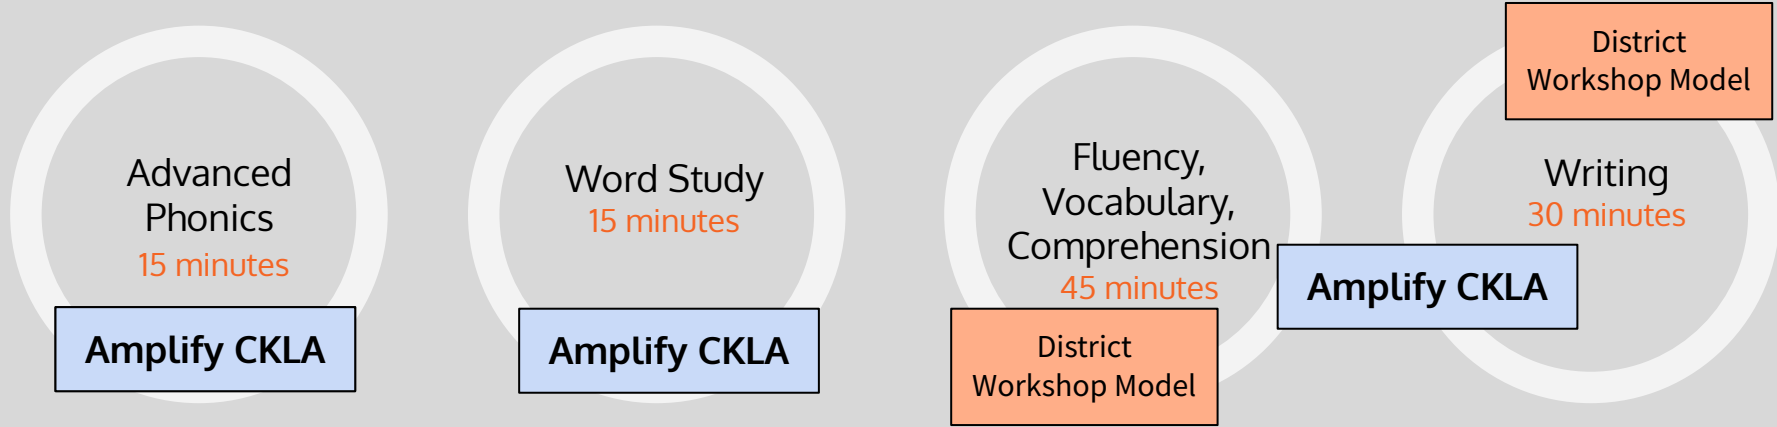 Advanced
Phonics
15 minutes
Amplify CKLA
Word Study
15 minutes
Amplify CKLA
Fluency,
Vocabulary,
Comprehension
45 minutes
District
Workshop Model
Amplify CKLA
District
Workshop Model
Writing
30 minutes